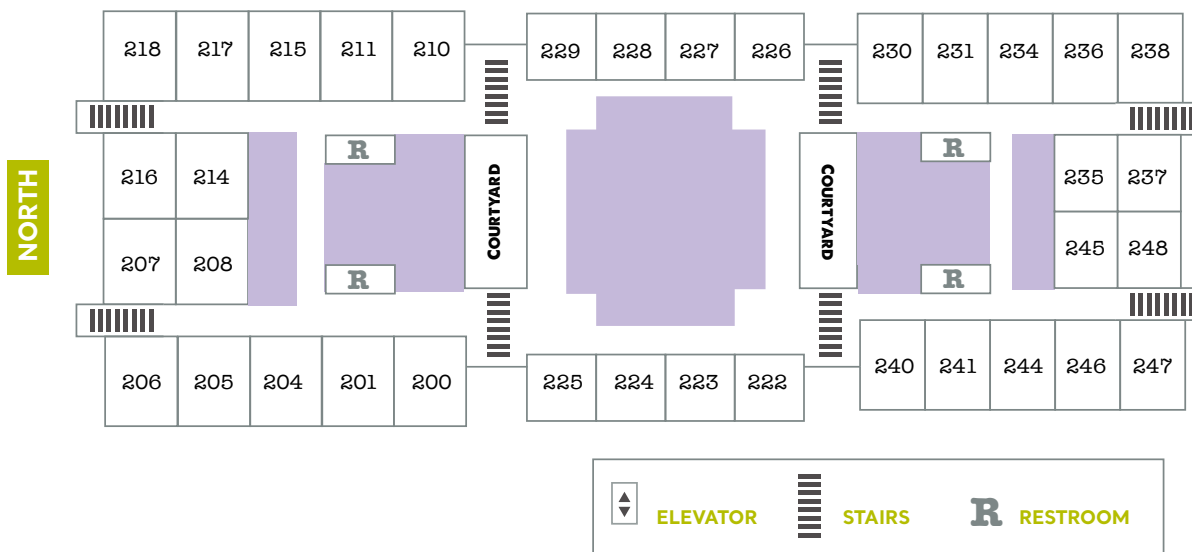 218 217 215 211 210
229 228 227 226
230 231 234 236 238
R
R
216 214
235 237
NORTH
COURTYARD
COURTYARD
207 208
245 248
R
R
206 205 204 201 200
225 224 223 222
240 241 244 246 247
ELEVATOR
STAIRS
R RESTROOM